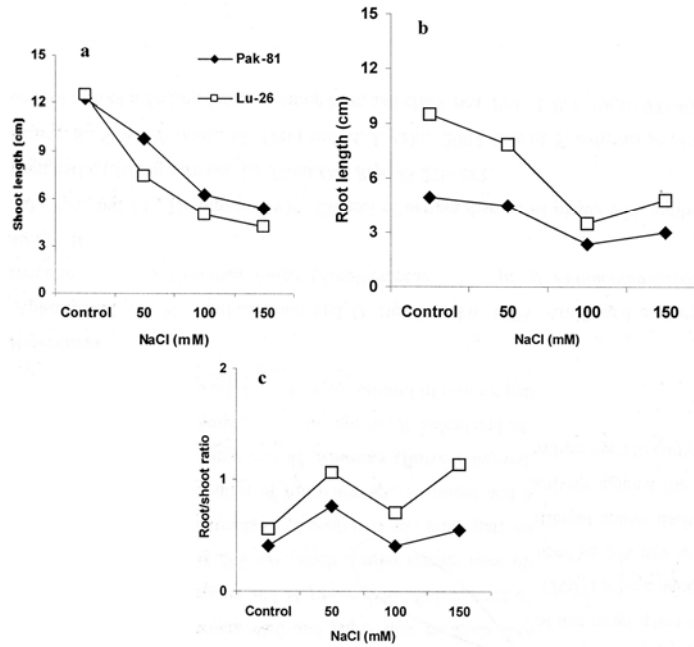 a
Pak-81
Lu-26
Shoot length (cm)
15
12
9
6
3
0
Control 50 100 150
NaCl (mM)
b
Root length (cm)
15
12
9
6
3
0
Control 50 100 150
NaCl (mM)
c
Root/shoot ratio
2
1
0
Control 50 100 150
NaCl (mM)